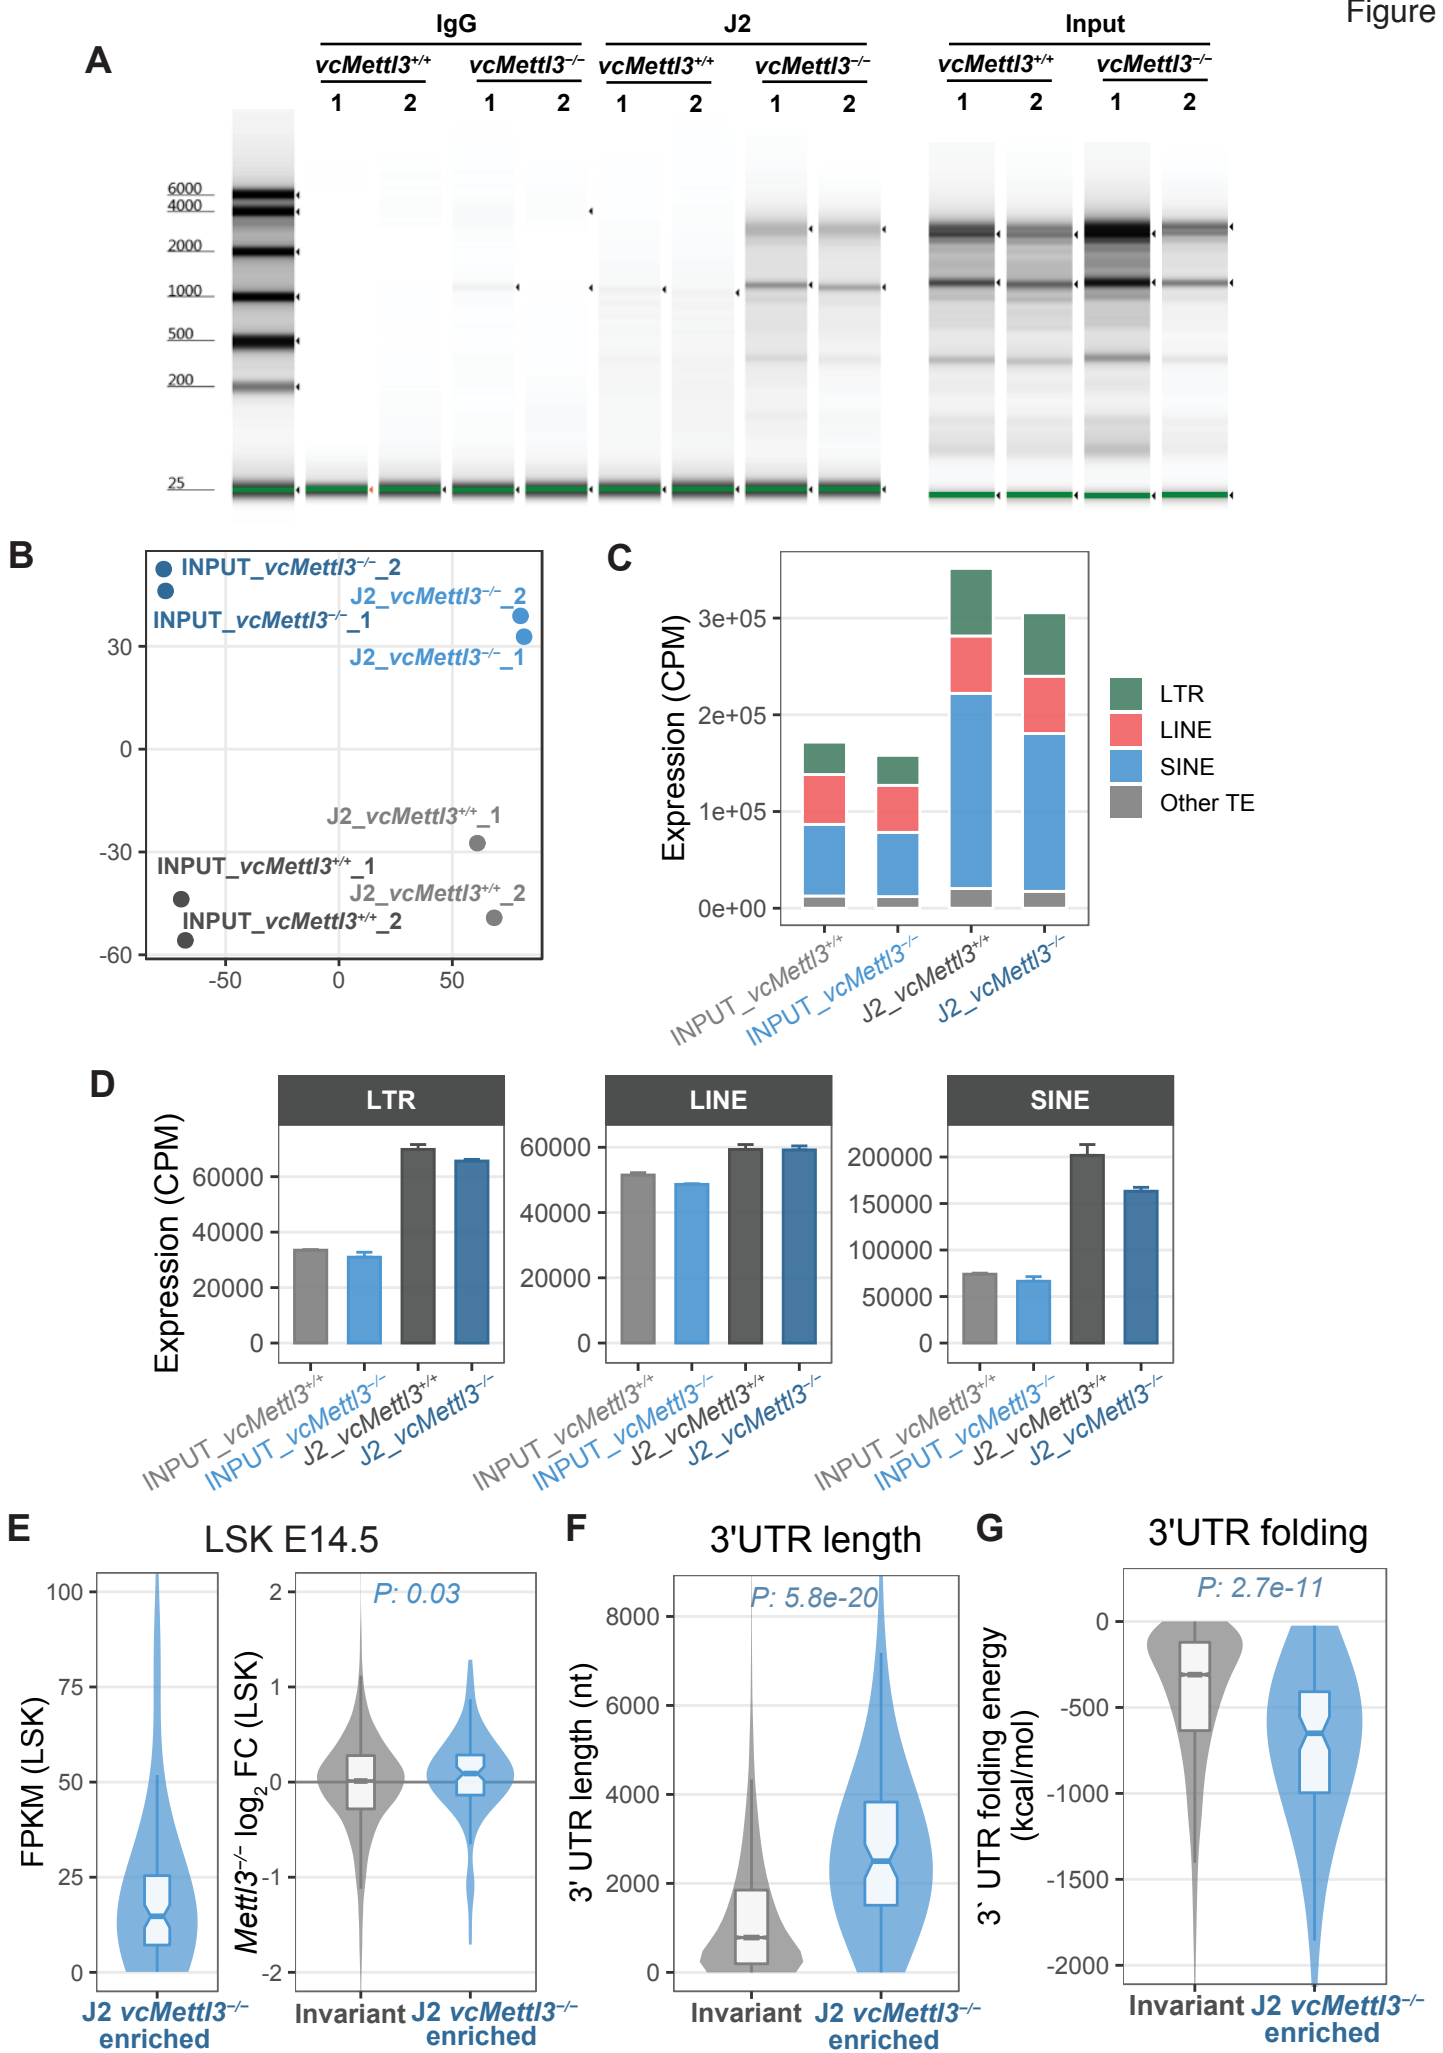 Figure
A
IgG J2 Input
vcMettl3+/+ vcMettl3−/− vcMettl3+/+ vcMettl3−/− vcMettl3+/+ vcMettl3−/−
1 2 1 2 1 2 1 2 1 2 1 2
6000
4000
2000
1000
500
200
25
B
INPUT_vcMettl3−/−_2
J2_vcMettl3−/−_2
INPUT_vcMettl3−/−_1
J2_vcMettl3−/−_1
J2_vcMettl3+/+_1
INPUT_vcMettl3+/+_1
J2_vcMettl3+/+_2
INPUT_vcMettl3+/+_2
30
0
-30
-60
-50 0 50
C
Expression (CPM)
3e+05
2e+05
1e+05
0e+00
LTR
LINE
SINE
Other TE
INPUT_vcMettl3+/+
INPUT_vcMettl3−/−
J2_vcMettl3+/+
J2_vcMettl3−/−
D
Expression (CPM)
LTR
60000
40000
20000
0
INPUT_vcMettl3+/+
INPUT_vcMettl3−/−
J2_vcMettl3+/+
J2_vcMettl3−/−
LINE
60000
40000
20000
0
INPUT_vcMettl3+/+
INPUT_vcMettl3−/−
J2_vcMettl3+/+
J2_vcMettl3−/−
SINE
200000
150000
100000
50000
0
INPUT_vcMettl3+/+
INPUT_vcMettl3−/−
J2_vcMettl3+/+
J2_vcMettl3−/−
E
LSK E14.5
FPKM (LSK)
100
75
50
25
0
J2 vcMettl3−/−
enriched
Mettl3−/− log2 FC (LSK)
P: 0.03
2
1
0
-1
-2
Invariant
J2 vcMettl3−/−
enriched
F
3'UTR length
3' UTR length (nt)
P: 5.8e-20
8000
6000
4000
2000
0
Invariant
J2 vcMettl3−/−
enriched
G
3'UTR folding
3` UTR folding energy
(kcal/mol)
P: 2.7e-11
0
-500
-1000
-1500
-2000
Invariant
J2 vcMettl3−/−
enriched